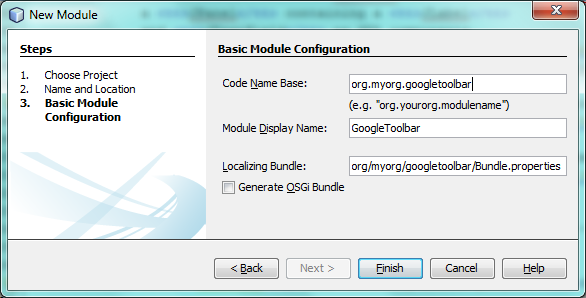 New Module
Steps
1. Choose Project
2. Name and Location
3. Basic Module
Configuration
Basic Module Configuration
Code Name Base: org.myorg.googletoolbar
(e.g. "org.yourorg.modulename")
Module Display Name: GoogleToolbar
Localizing Bundle: org/myorg/googletoolbar/Bundle.properties
Generate OSGi Bundle
< Back Next > Finish Cancel Help